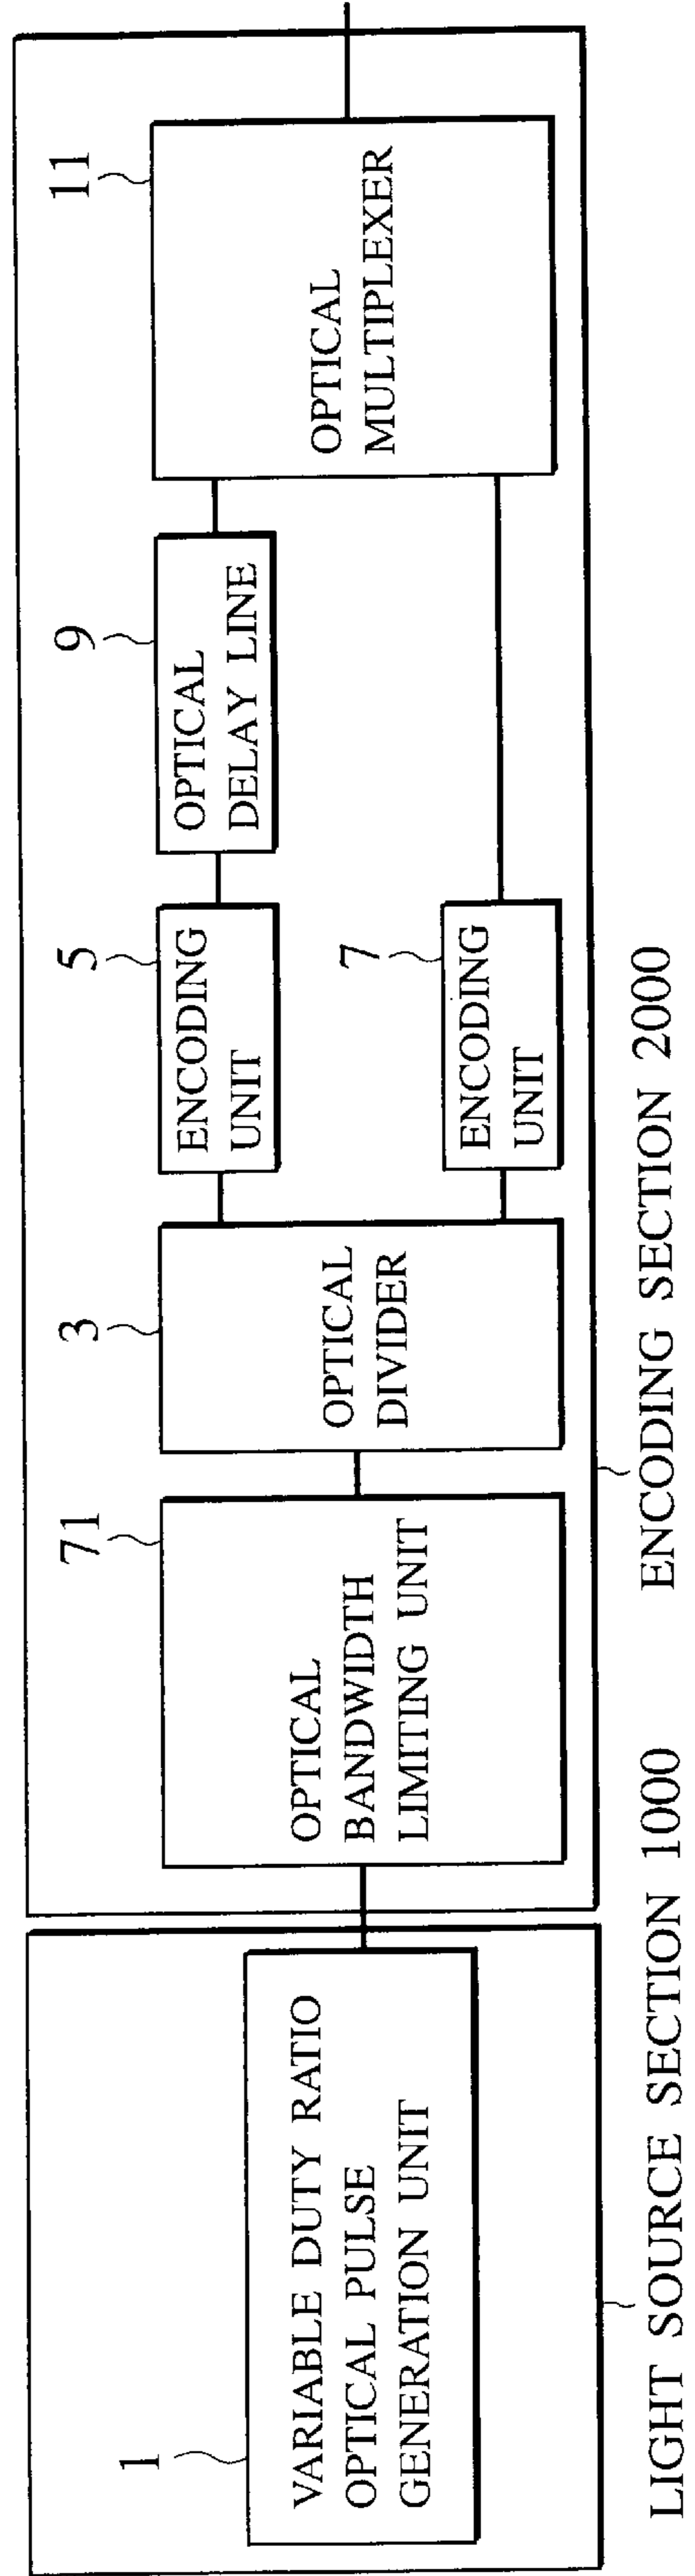 1
VARIABLE DUTY RATIO
OPTICAL PULSE
GENERATION UNIT
LIGHT SOURCE SECTION 1000
71
OPTICAL
BANDWIDTH
LIMITING UNIT
3
OPTICAL
DIVIDER
5
ENCODING
UNIT
7
ENCODING
UNIT
9
OPTICAL
DELAY LINE
11
OPTICAL
MULTIPLEXER
ENCODING SECTION 2000